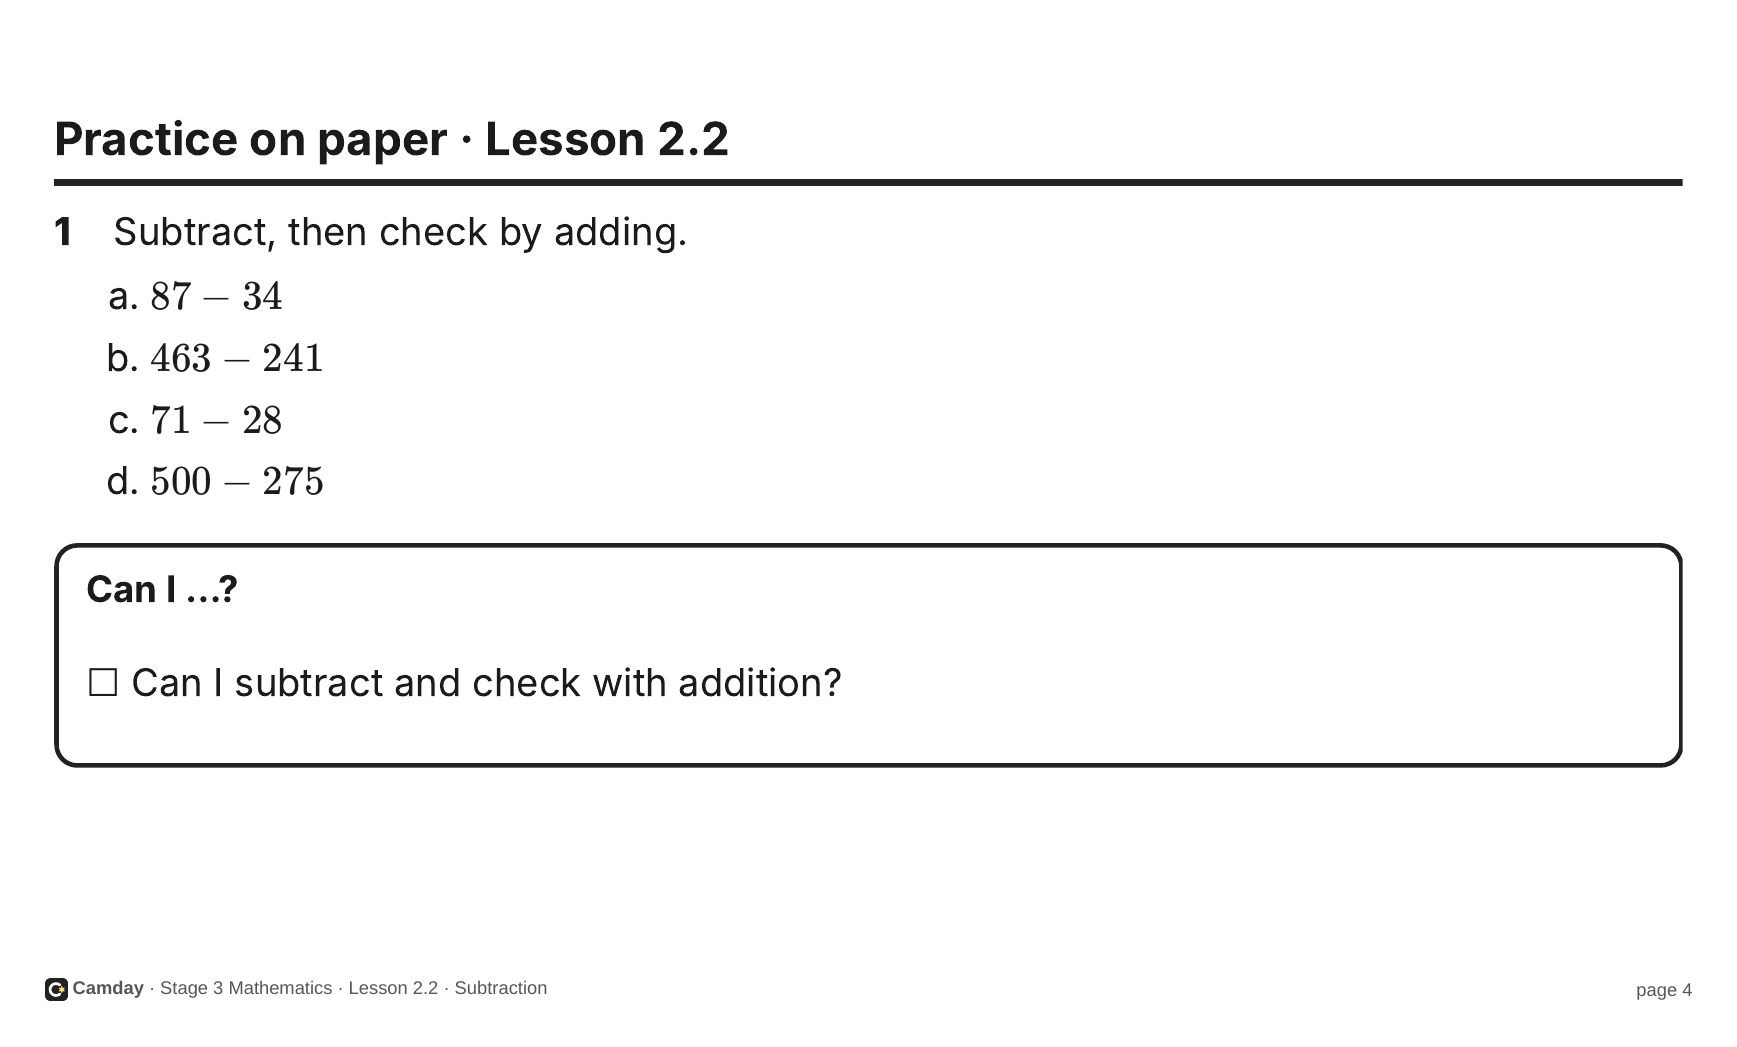 Practice on paper · Lesson 2.2
1 Subtract, then check by adding.
a. 87 − 34
b. 463 − 241
c. 71 − 28
d. 500 − 275
Can I …?
☐ Can I subtract and check with addition?
Camday · Stage 3 Mathematics · Lesson 2.2 · Subtraction
page 4